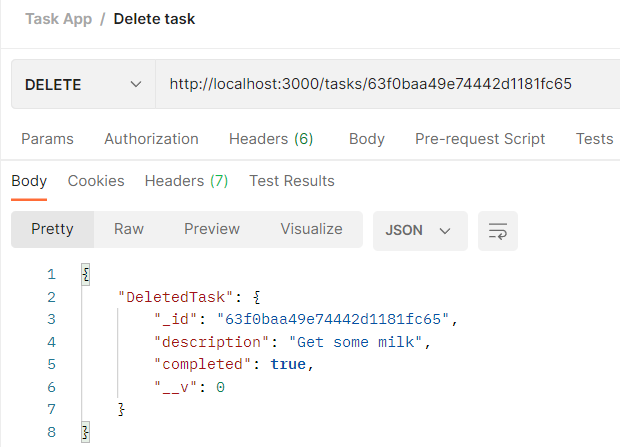 Task App / Delete task
DELETE http://localhost:3000/tasks/63f0baa49e74442d1181fc65
Params Authorization Headers (6) Body Pre-request Script Tests
Body Cookies Headers (7) Test Results
Pretty Raw Preview Visualize JSON
1 {
2 "DeletedTask": {
3 "_id": "63f0baa49e74442d1181fc65",
4 "description": "Get some milk",
5 "completed": true,
6 "__v": 0
7 }
8 }